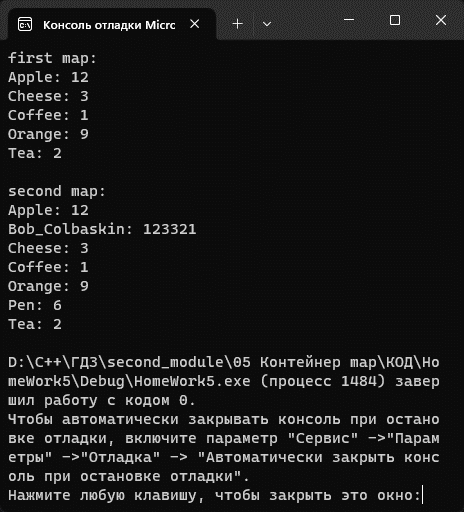 Консоль отладки Micrc
first map:
Apple: 12
Cheese: 3
Coffee: 1
Orange: 9
Tea: 2
second map:
Apple: 12
Bob_Colbaskin: 123321
Cheese: 3
Coffee: 1
Orange: 9
Pen: 6
Tea: 2
D:\C++\ГДЗ\second_module\05 Контейнер map\КОД\Ho
meWork5\Debug\HomeWork5.exe (процесс 1484) завер
шил работу с кодом 0.
Чтобы автоматически закрывать консоль при остано
вке отладки, включите параметр "Сервис" ->"Парам
етры" ->"Отладка" -> "Автоматически закрыть конс
оль при остановке отладки".
Нажмите любую клавишу, чтобы закрыть это окно: